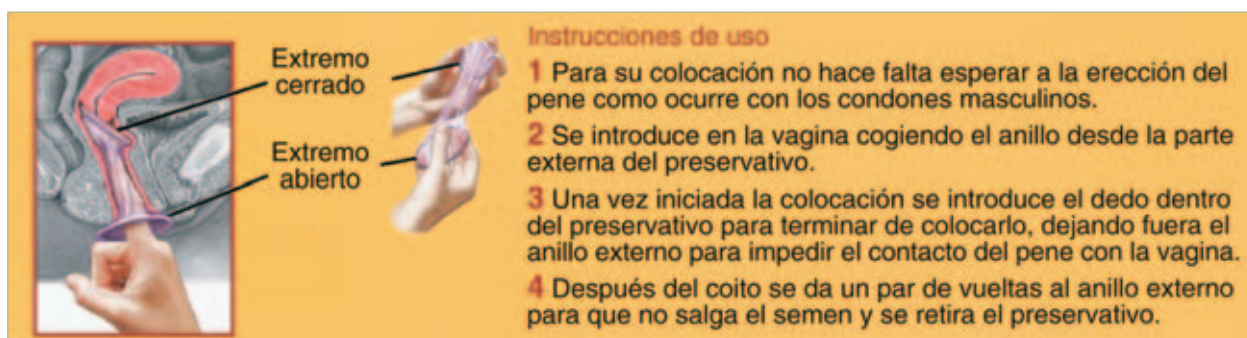 Extremo
cerrado
Extremo
abierto
Instrucciones de uso
1 Para su colocación no hace falta esperar a la erección del
pene como ocurre con los condones masculinos.
2 Se introduce en la vagina cogiendo el anillo desde la parte
externa del preservativo.
3 Una vez iniciada la colocación se introduce el dedo dentro
del preservativo para terminar de colocarlo, dejando fuera el
anillo externo para impedir el contacto del pene con la vagina.
4 Después del coito se da un par de vueltas al anillo externo
para que no salga el semen y se retira el preservativo.